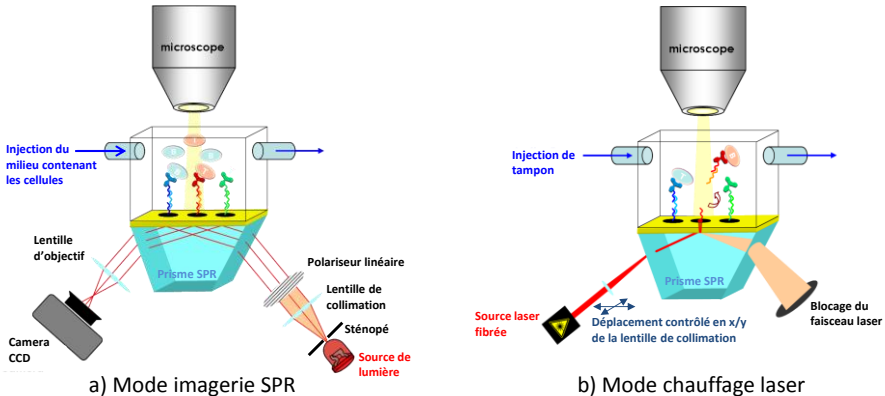 microscope
Injection du
milieu contenant
les cellules
Lentille
d'objectif
Prisme SPR
Polariseur linéaire
Lentille de
collimation
Sténopé
Source de
lumière
Camera
CCD
a) Mode imagerie SPR
microscope
Injection de
tampon
Prisme SPR
Source laser
fibrée
Déplacement contrôlé en x/y
de la lentille de collimation
Blocage du
faisceau laser
b) Mode chauffage laser